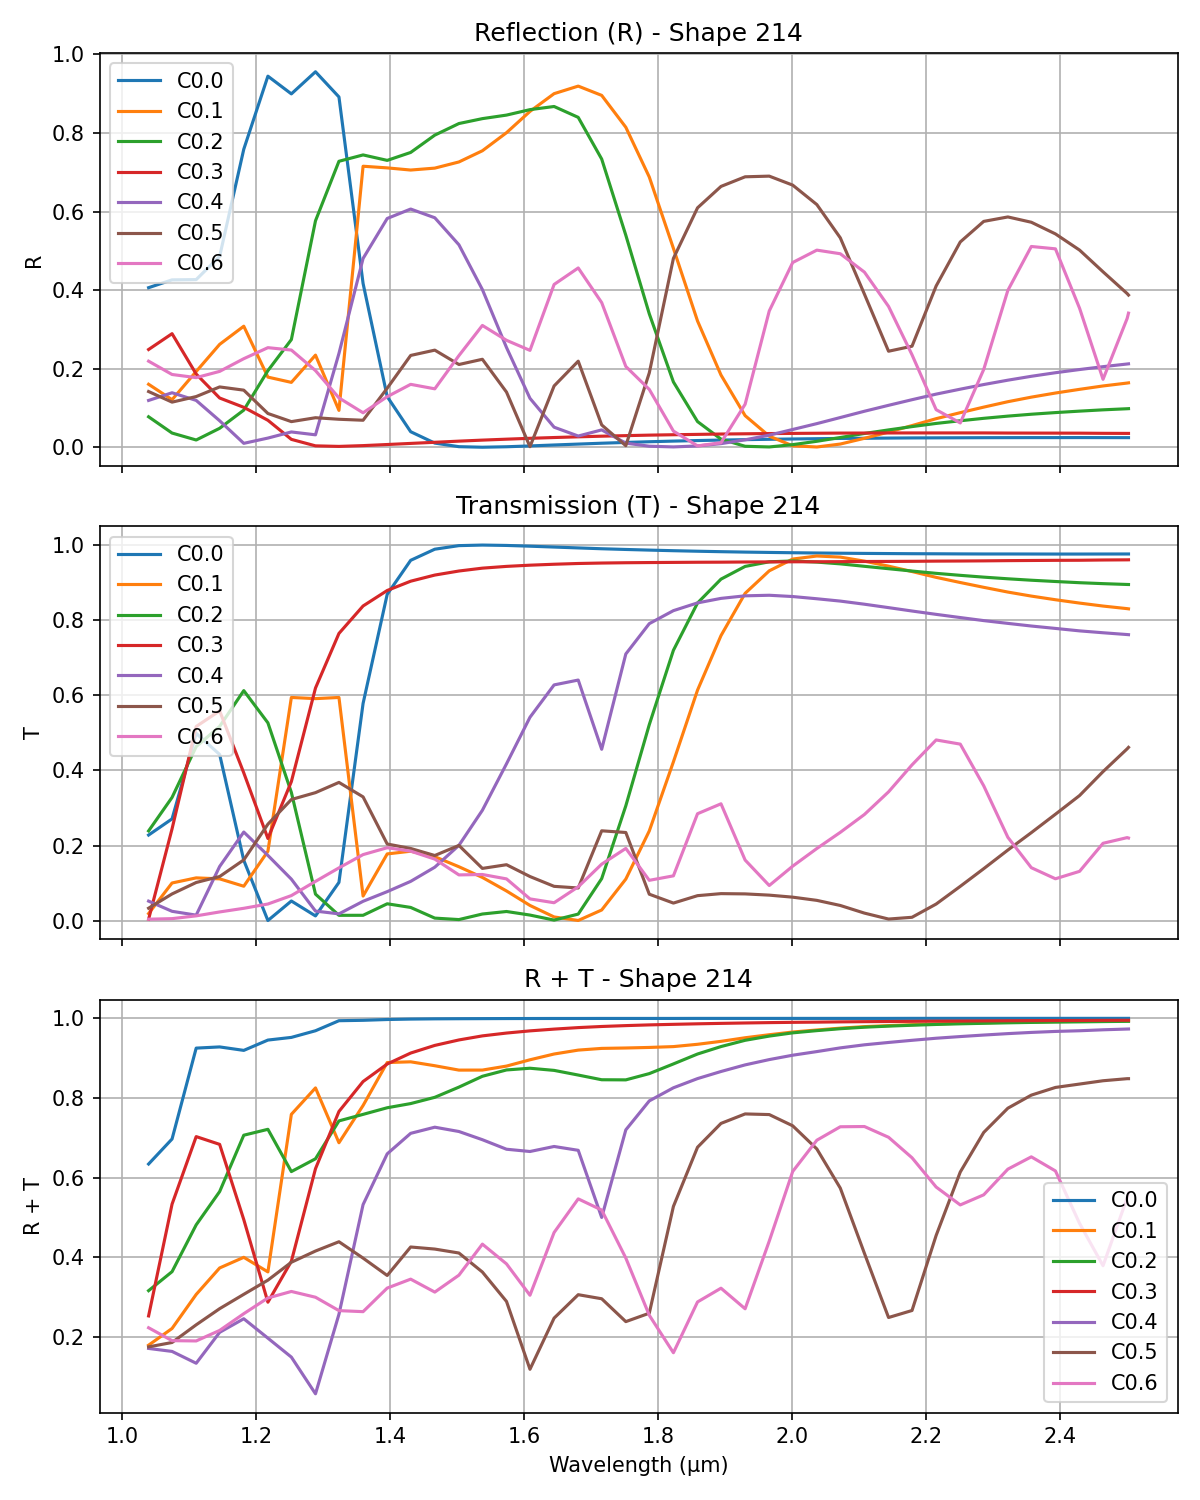 Reflection (R) - Shape 214
1.0
0.8
0.6
0.4
0.2
0.0
R
C0.0
C0.1
C0.2
C0.3
C0.4
C0.5
C0.6
Transmission (T) - Shape 214
1.0
0.8
0.6
0.4
0.2
0.0
T
C0.0
C0.1
C0.2
C0.3
C0.4
C0.5
C0.6
R + T - Shape 214
1.0
0.8
0.6
0.4
0.2
R + T
C0.0
C0.1
C0.2
C0.3
C0.4
C0.5
C0.6
1.0 1.2 1.4 1.6 1.8 2.0 2.2 2.4
Wavelength (μm)